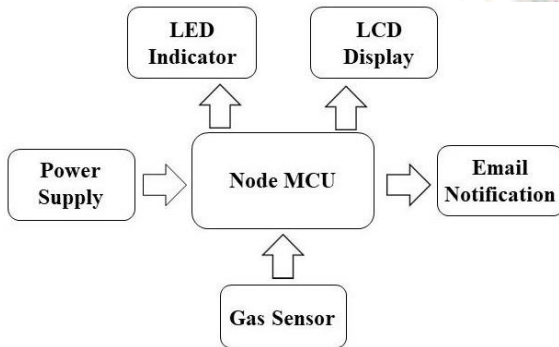 LED
Indicator
LCD
Display
Power
Supply
Node MCU
Email
Notification
Gas Sensor